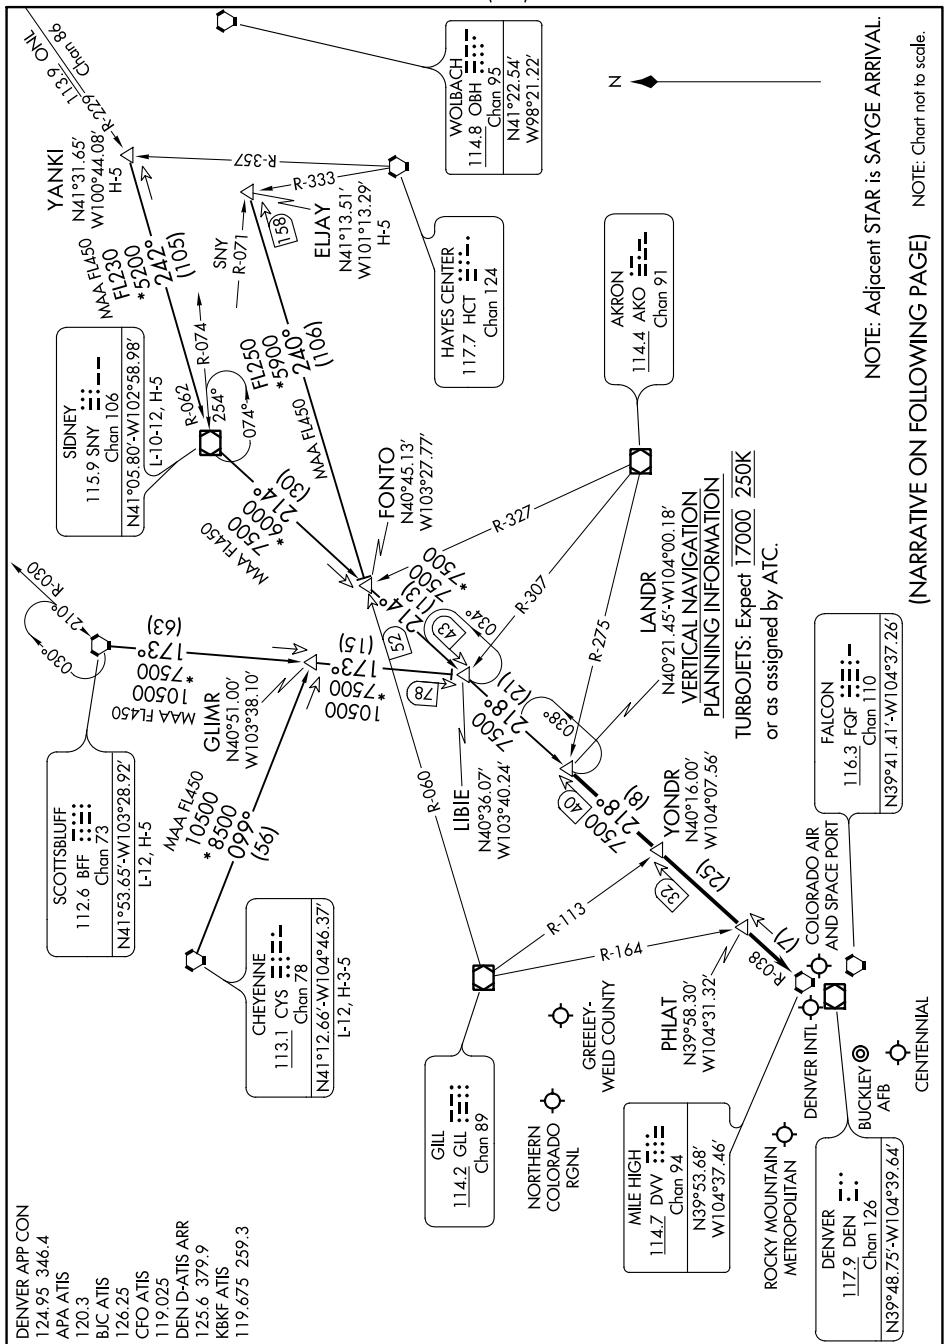 DENVER APP CON
124.95 346.4
APA ATIS
120.3
BJC ATIS
126.25
CFO ATIS
119.025
DEN D-ATIS ARR
125.6 379.9
KBKF ATIS
119.675 259.3
CHEYENNE
113.1 CYS
Chan 78
N41°12.66'-W104°46.37'
L-12, H-3-5
SCOTTSBLUFF
112.6 BFF
Chan 73
N41°53.65'-W103°28.92'
L-12, H-5
SIDNEY
115.9 SNY
Chan 106
N41°05.80'-W102°58.98'
L-10-12, H-5
YANKI
N41°31.65'
W100°44.08'
H-5
113.9 ONL
Chan 86
R-229
MAA FL450
FL230
*5200
242°
(105)
R-062
R-074
254°
074°
SNY
R-071
R-357
R-333
158
ELJAY
N41°13.51'
W101°13.29'
H-5
WOLBACH
114.8 OBH
Chan 95
N41°22.54'
W98°21.22'
HAYES CENTER
117.7 HCT
Chan 124
FL250
*5900
240°
(106)
MAA FL450
MAA FL450
7500
*6000
214°
(30)
R-030
210°
030°
MAA FL450
10500
*7500
173°
(63)
MAA FL450
10500
*8500
099°
(56)
GLIMR
N40°51.00'
W103°38.10'
10500
*7500
173°
(15)
78
52
FONTO
N40°45.13'
W103°27.77'
*7500
7500
214°
(13)
43
034°
R-327
R-307
R-275
AKRON
114.4 AKO
Chan 91
R-060
LIBIE
N40°36.07'
W103°40.24'
7500
218°
(21)
038°
LANDR
N40°21.45'-W104°00.18'
VERTICAL NAVIGATION
PLANNING INFORMATION
TURBOJETS: Expect 17000 250K
or as assigned by ATC.
40
7500
218°
(8)
YONDR
N40°16.00'
W104°07.56'
32
(25)
R-113
R-164
GILL
114.2 GLL
Chan 89
NORTHERN
COLORADO
RGNL
GREELEY-
WELD COUNTY
PHLAT
N39°58.30'
W104°31.32'
(7)
R-038
MILE HIGH
114.7 DVV
Chan 94
N39°53.68'
W104°37.46'
COLORADO AIR
AND SPACE PORT
FALCON
116.3 FQF
Chan 110
N39°41.41'-W104°37.26'
ROCKY MOUNTAIN
METROPOLITAN
DENVER INTL
BUCKLEY
AFB
CENTENNIAL
DENVER
117.9 DEN
Chan 126
N39°48.75'-W104°39.64'
N
NOTE: Adjacent STAR is SAYGE ARRIVAL.
(NARRATIVE ON FOLLOWING PAGE)
NOTE: Chart not to scale.